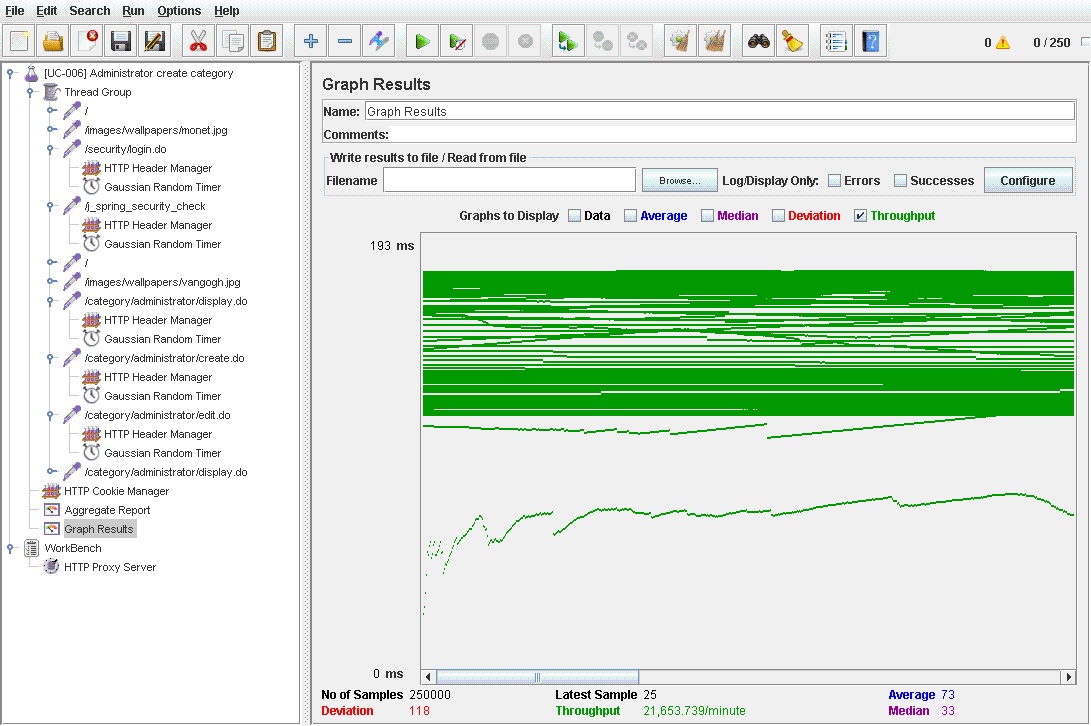 File Edit Search Run Options Help
0 0 / 250
[UC-006] Administrator create category
Thread Group
/
/images/wallpapers/monet.jpg
/security/login.do
HTTP Header Manager
Gaussian Random Timer
/j_spring_security_check
HTTP Header Manager
Gaussian Random Timer
/
/images/wallpapers/vangogh.jpg
/category/administrator/display.do
HTTP Header Manager
Gaussian Random Timer
/category/administrator/create.do
HTTP Header Manager
Gaussian Random Timer
/category/administrator/edit.do
HTTP Header Manager
Gaussian Random Timer
/category/administrator/display.do
HTTP Cookie Manager
Aggregate Report
Graph Results
WorkBench
HTTP Proxy Server
Graph Results
Name: Graph Results
Comments:
Write results to file / Read from file
Filename Browse... Log/Display Only: Errors Successes Configure
Graphs to Display Data Average Median Deviation Throughput
193 ms
0 ms
No of Samples 250000 Latest Sample 25 Average 73
Deviation 118 Throughput 21,653.739/minute Median 33